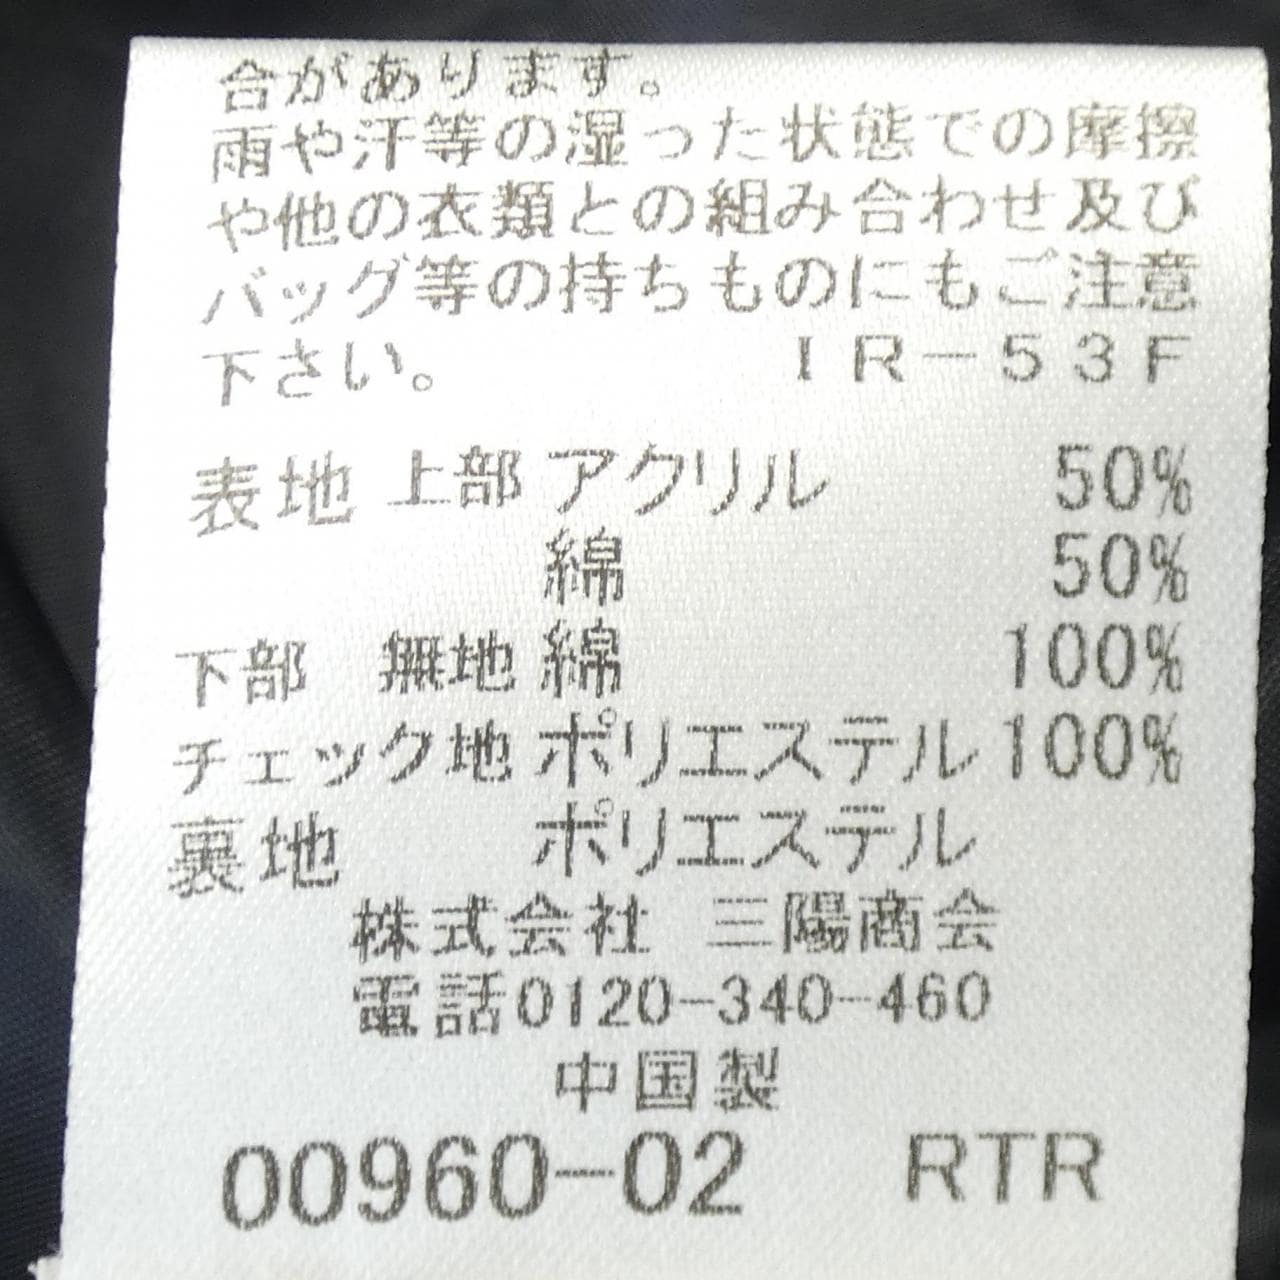 合があります。
雨や汗等の湿った状態での摩擦
や他の衣類との組み合わせ及び
バッグ等の持ちものにもご注意
下さい。 IR-53F
表地 上部 アクリル 50%
綿 50%
下部 無地 綿 100%
チェック地 ポリエステル 100%
裏地 ポリエステル
株式会社 三陽商会
電話0120-340-460
中国製
00960-02 RTR